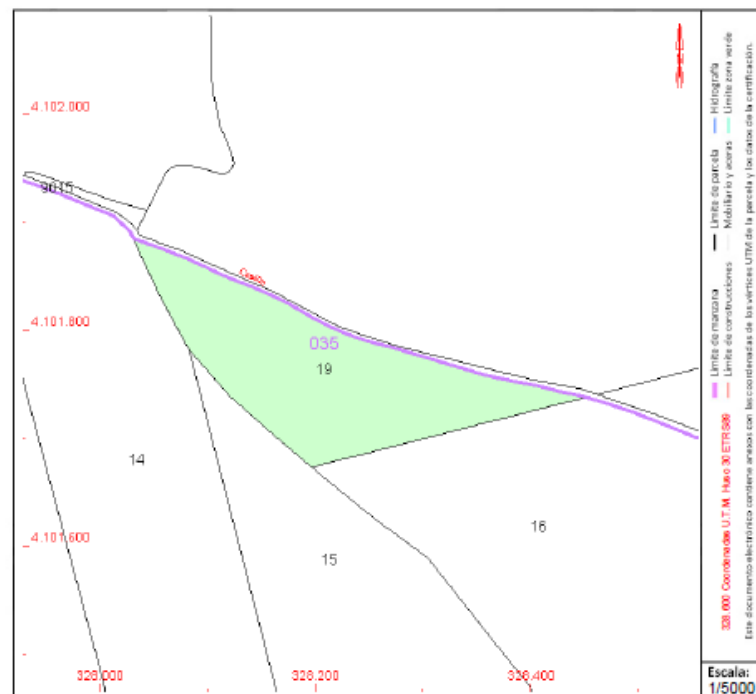 4.102.000
9015
Camino
4.101.800
035
19
14
4.101.600
15
16
328.000
328.200
328.400
328.600 Coordenadas U.T.M. Huso 30 ETRS89
Límite de manzana
Límite de parcela
Hidrografía
Límite de construcciones
Mobiliario y aceras
Límite zona verde
Este documento electrónico contiene anexos con las coordenadas de los vértices UTM de la parcela y los datos de la certificación.
Escala:
1/5000